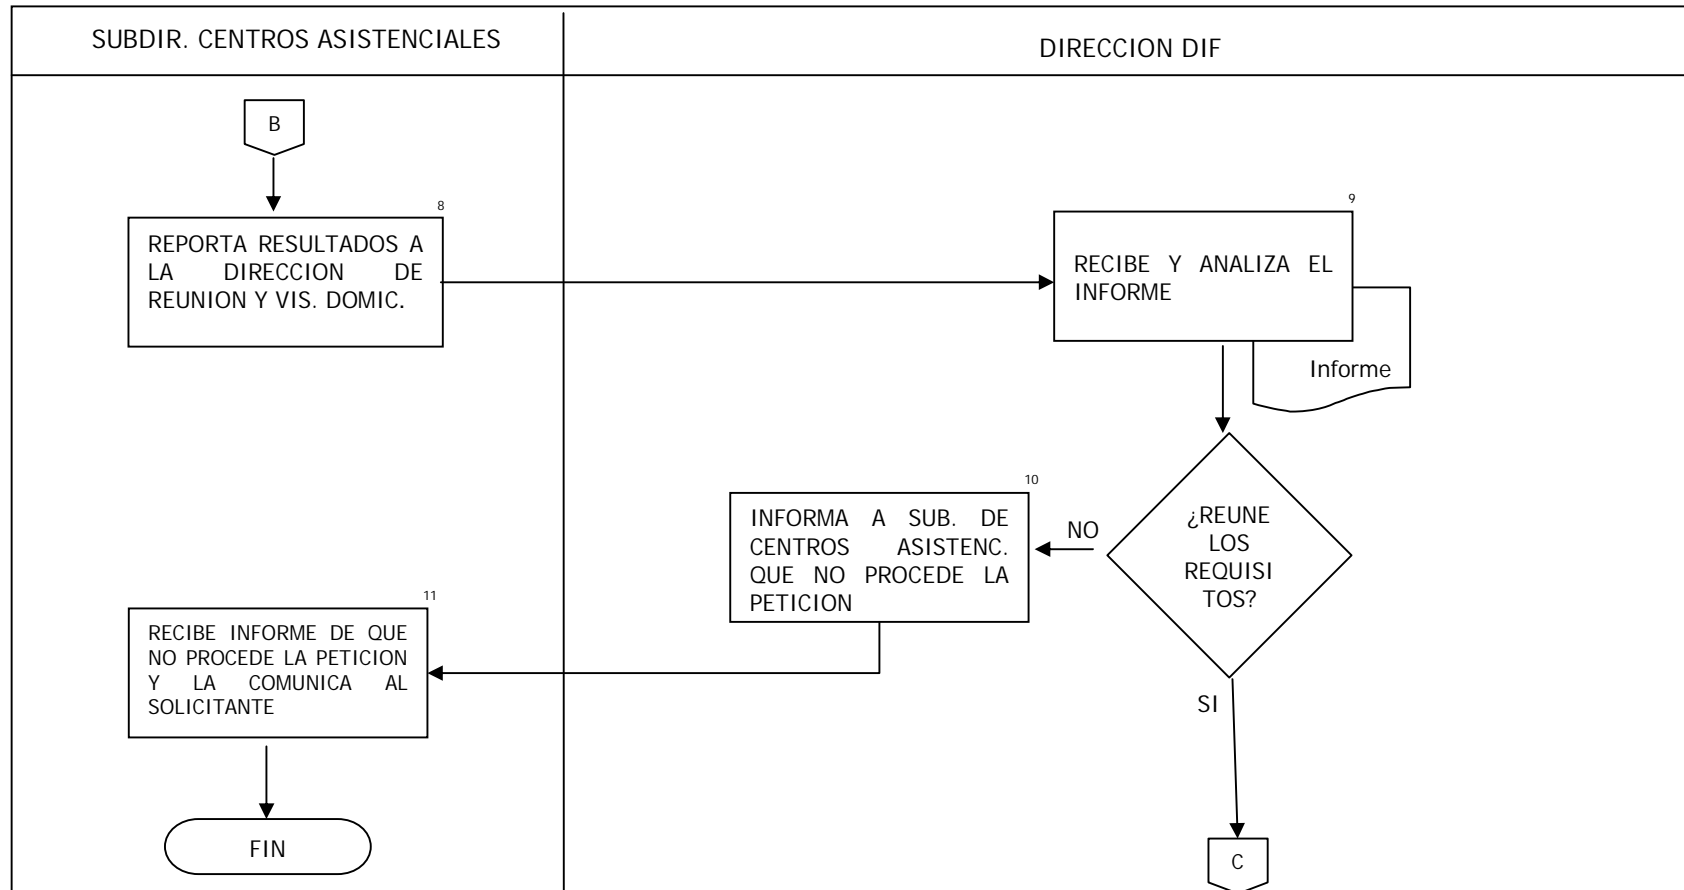 SUBDIR. CENTROS ASISTENCIALES
DIRECCION DIF
B
8
REPORTA RESULTADOS A
LA DIRECCION DE
REUNION Y VIS. DOMIC.
9
RECIBE Y ANALIZA EL
INFORME
Informe
¿REUNE
LOS
REQUISI
TOS?
NO
10
INFORMA A SUB. DE
CENTROS ASISTENC.
QUE NO PROCEDE LA
PETICION
11
RECIBE INFORME DE QUE
NO PROCEDE LA PETICION
Y LA COMUNICA AL
SOLICITANTE
FIN
SI
C